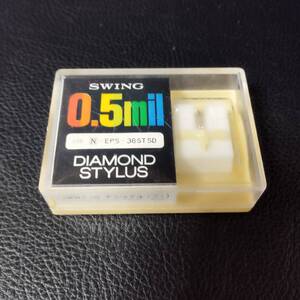 SWING
0.5mil
N - EPS - 36STSD
DIAMOND
STYLUS